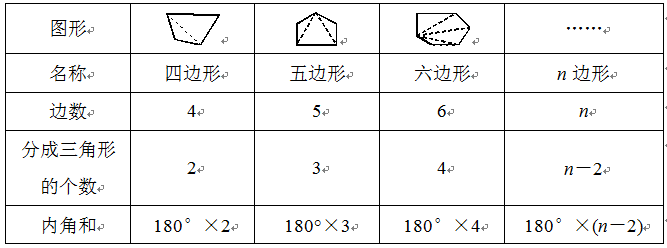 图形 ……
名称 四边形 五边形 六边形 n边形
边数 4 5 6 n
分成三角形
的个数 2 3 4 n－2
内角和 180°×2 180°×3 180°×4 180°×(n－2)